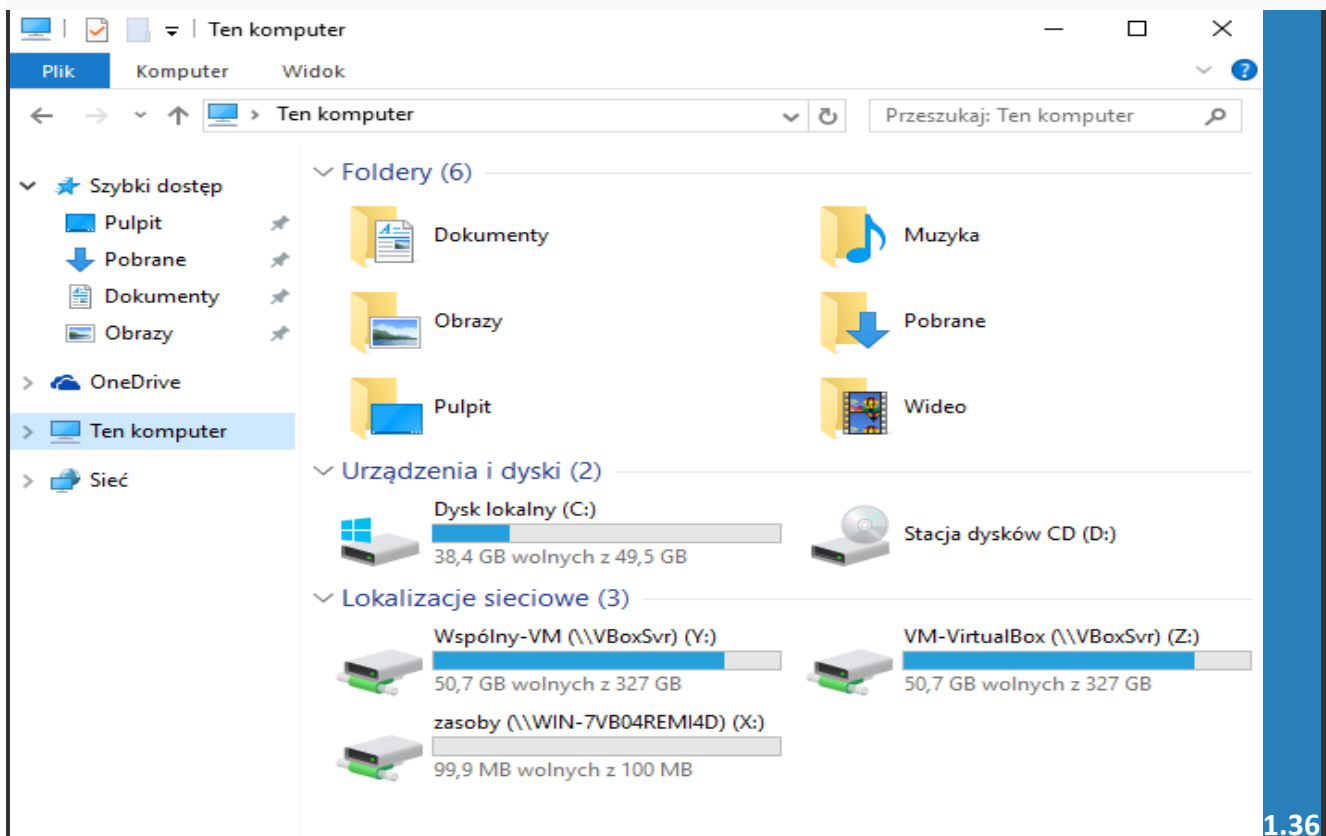 Ten komputer
Plik Komputer Widok
Ten komputer Przeszukaj: Ten komputer
Szybki dostęp
Pulpit
Pobrane
Dokumenty
Obrazy
OneDrive
Ten komputer
Sieć
Foldery (6)
Dokumenty Muzyka
Obrazy Pobrane
Pulpit Wideo
Urządzenia i dyski (2)
Dysk lokalny (C:)
38,4 GB wolnych z 49,5 GB
Stacja dysków CD (D:)
Lokalizacje sieciowe (3)
Wspólny-VM (\\VBoxSvr) (Y:)
50,7 GB wolnych z 327 GB
VM-VirtualBox (\\VBoxSvr) (Z:)
50,7 GB wolnych z 327 GB
zasoby (\\WIN-7VB04REMI4D) (X:)
99,9 MB wolnych z 100 MB
1.36